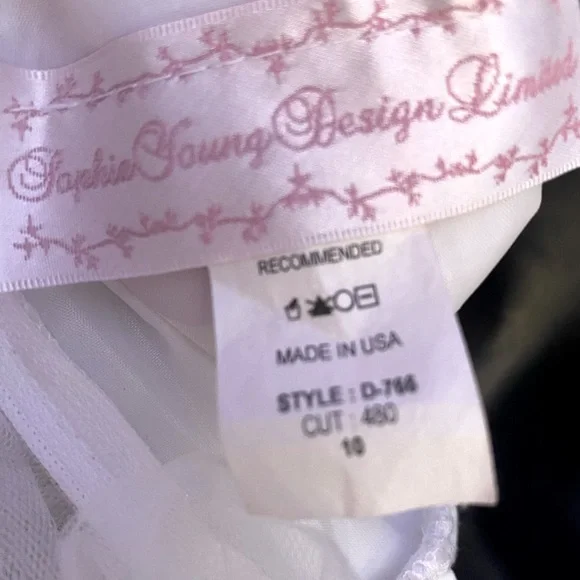 Sophia Young Design Limited
RECOMMENDED
MADE IN USA
STYLE : D-766
CUT : 480
10